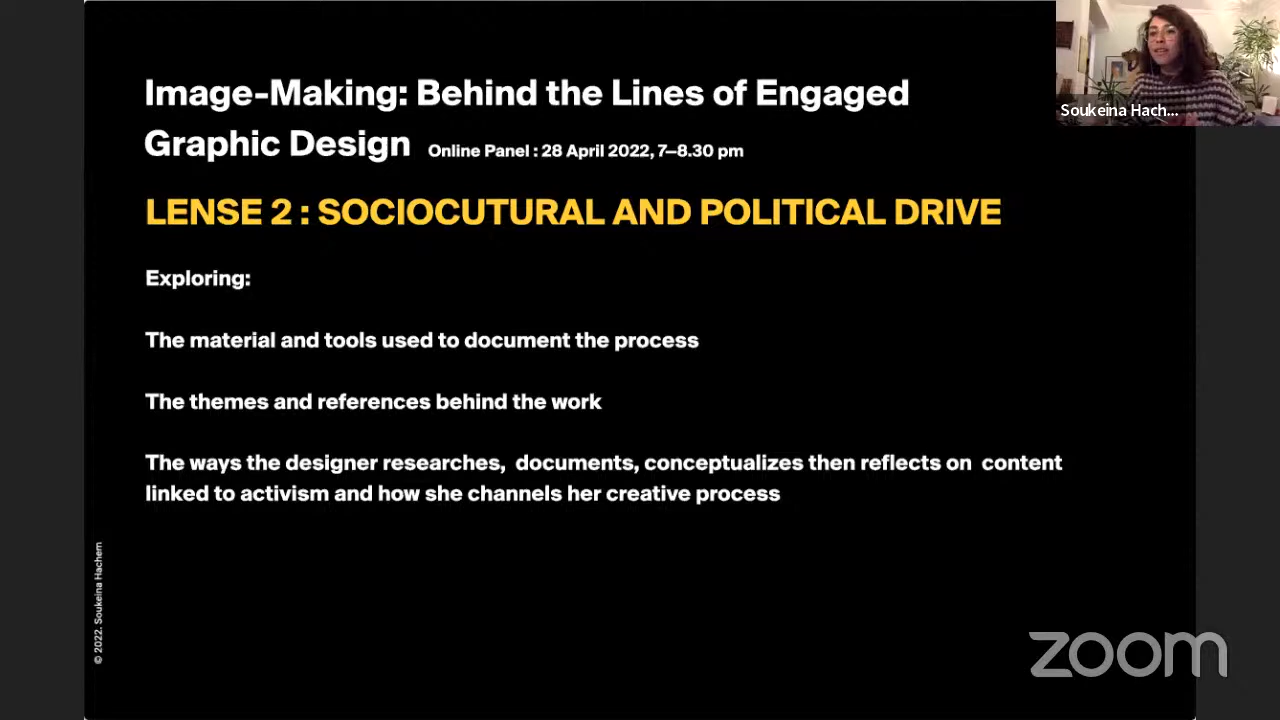 Image-Making: Behind the Lines of Engaged
Graphic Design Online Panel : 28 April 2022, 7–8.30 pm
Soukeina Hach...
LENSE 2 : SOCIOCUTURAL AND POLITICAL DRIVE
Exploring:
The material and tools used to document the process
The themes and references behind the work
The ways the designer researches, documents, conceptualizes then reflects on content
linked to activism and how she channels her creative process
© 2022. Soukeina Hachem
zoom